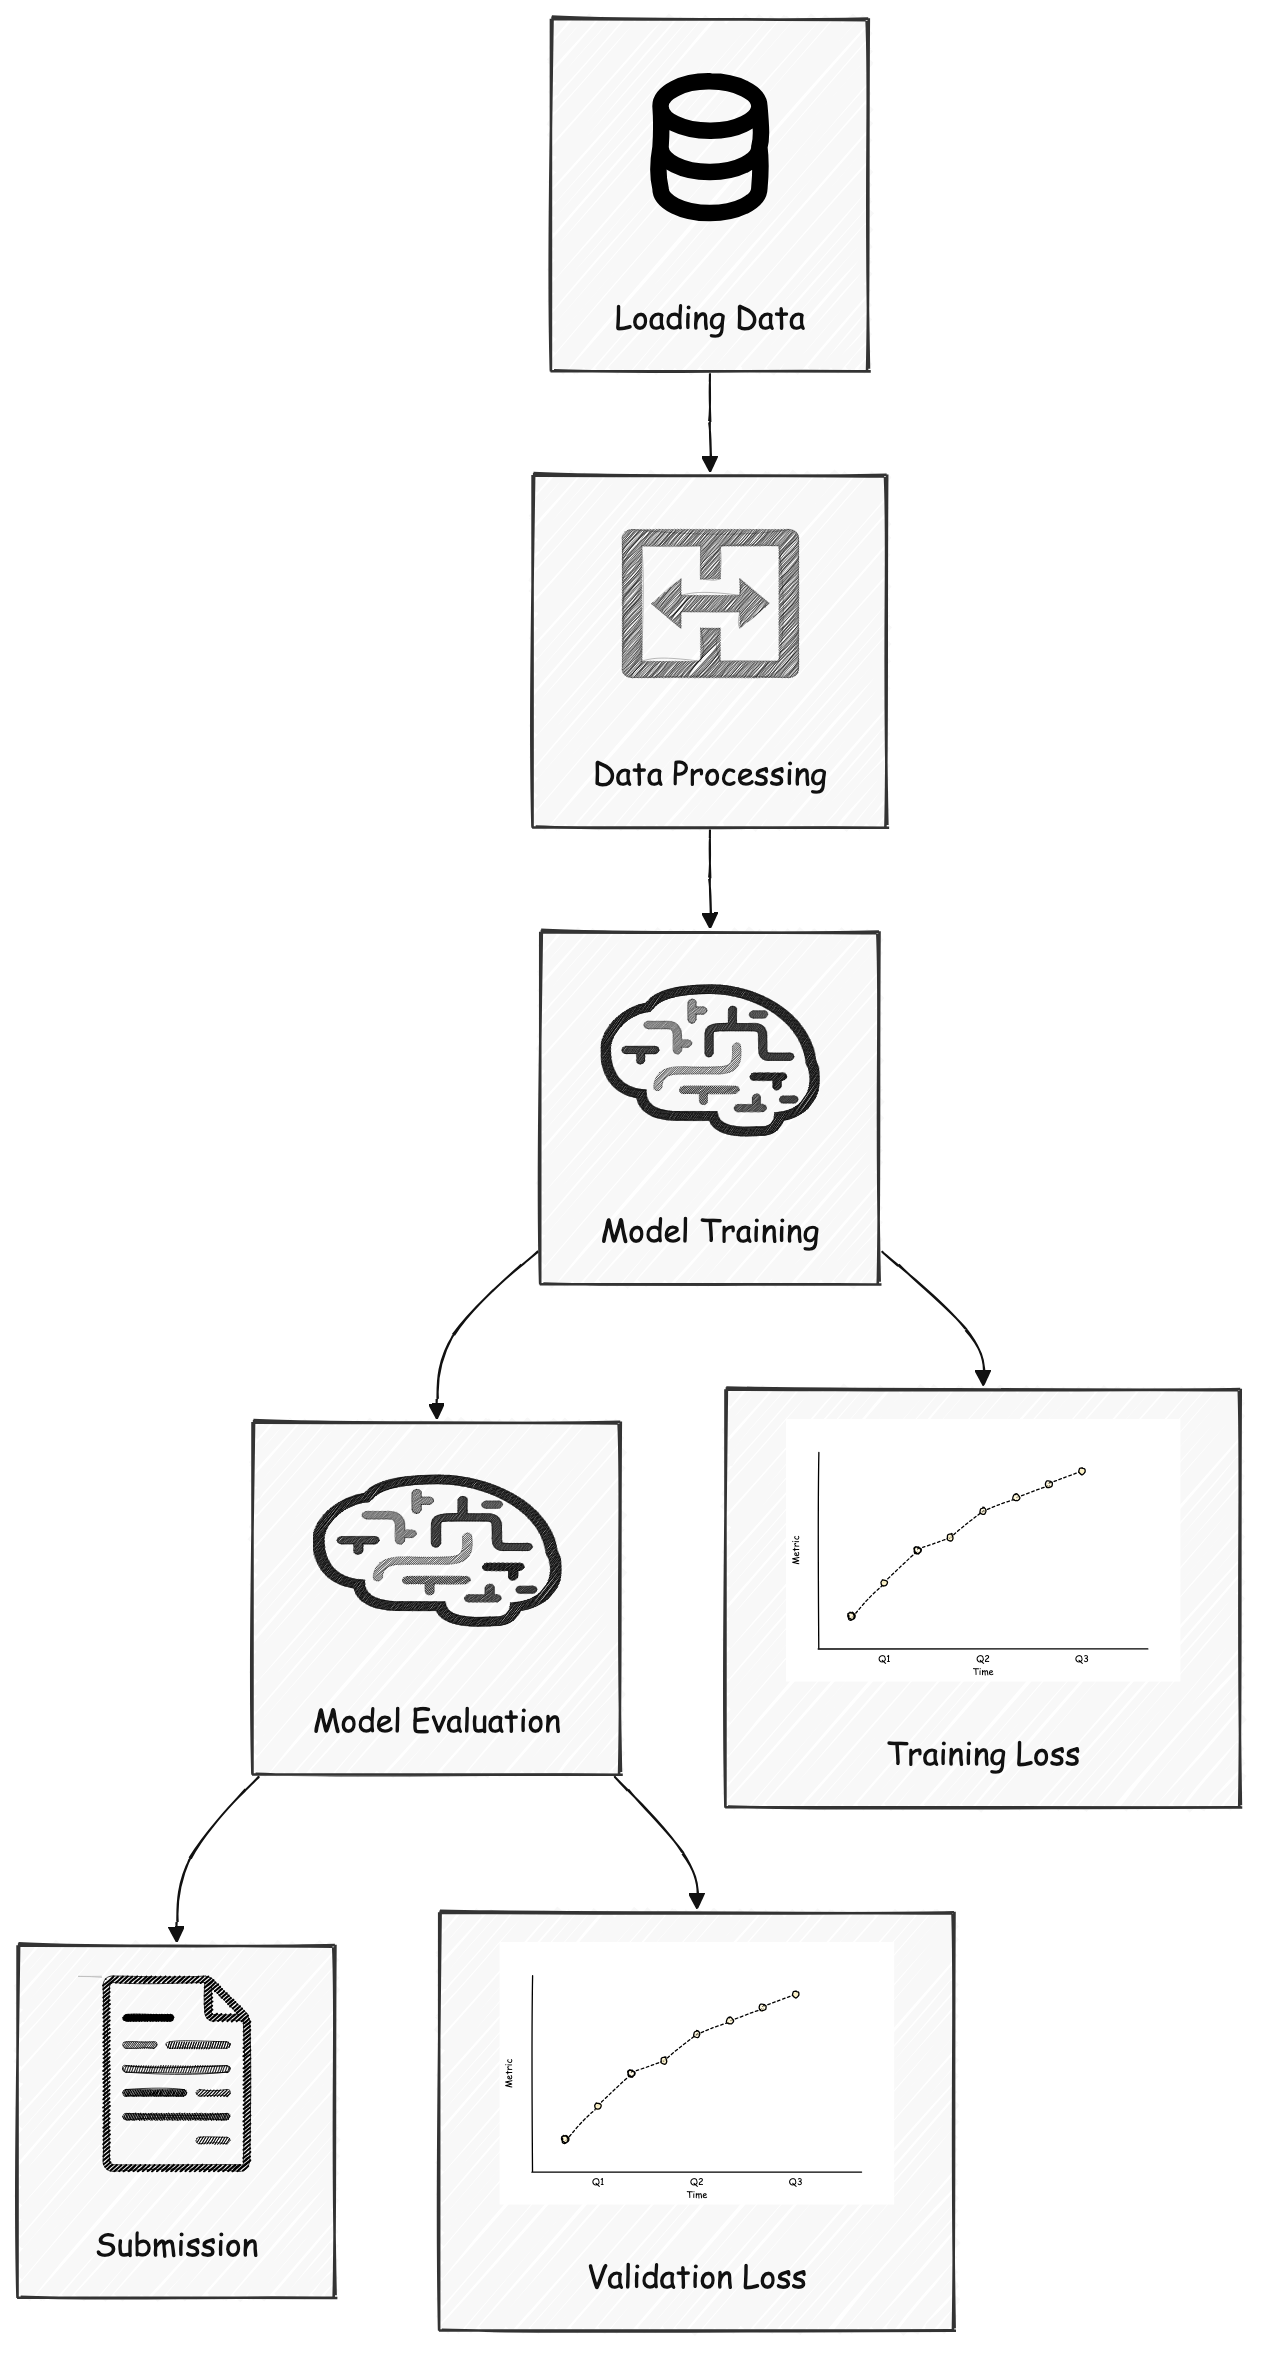 Loading Data
Data Processing
Model Training
Metric
Q1 Q2 Q3
Time
Training Loss
Model Evaluation
Submission
Metric
Q1 Q2 Q3
Time
Validation Loss